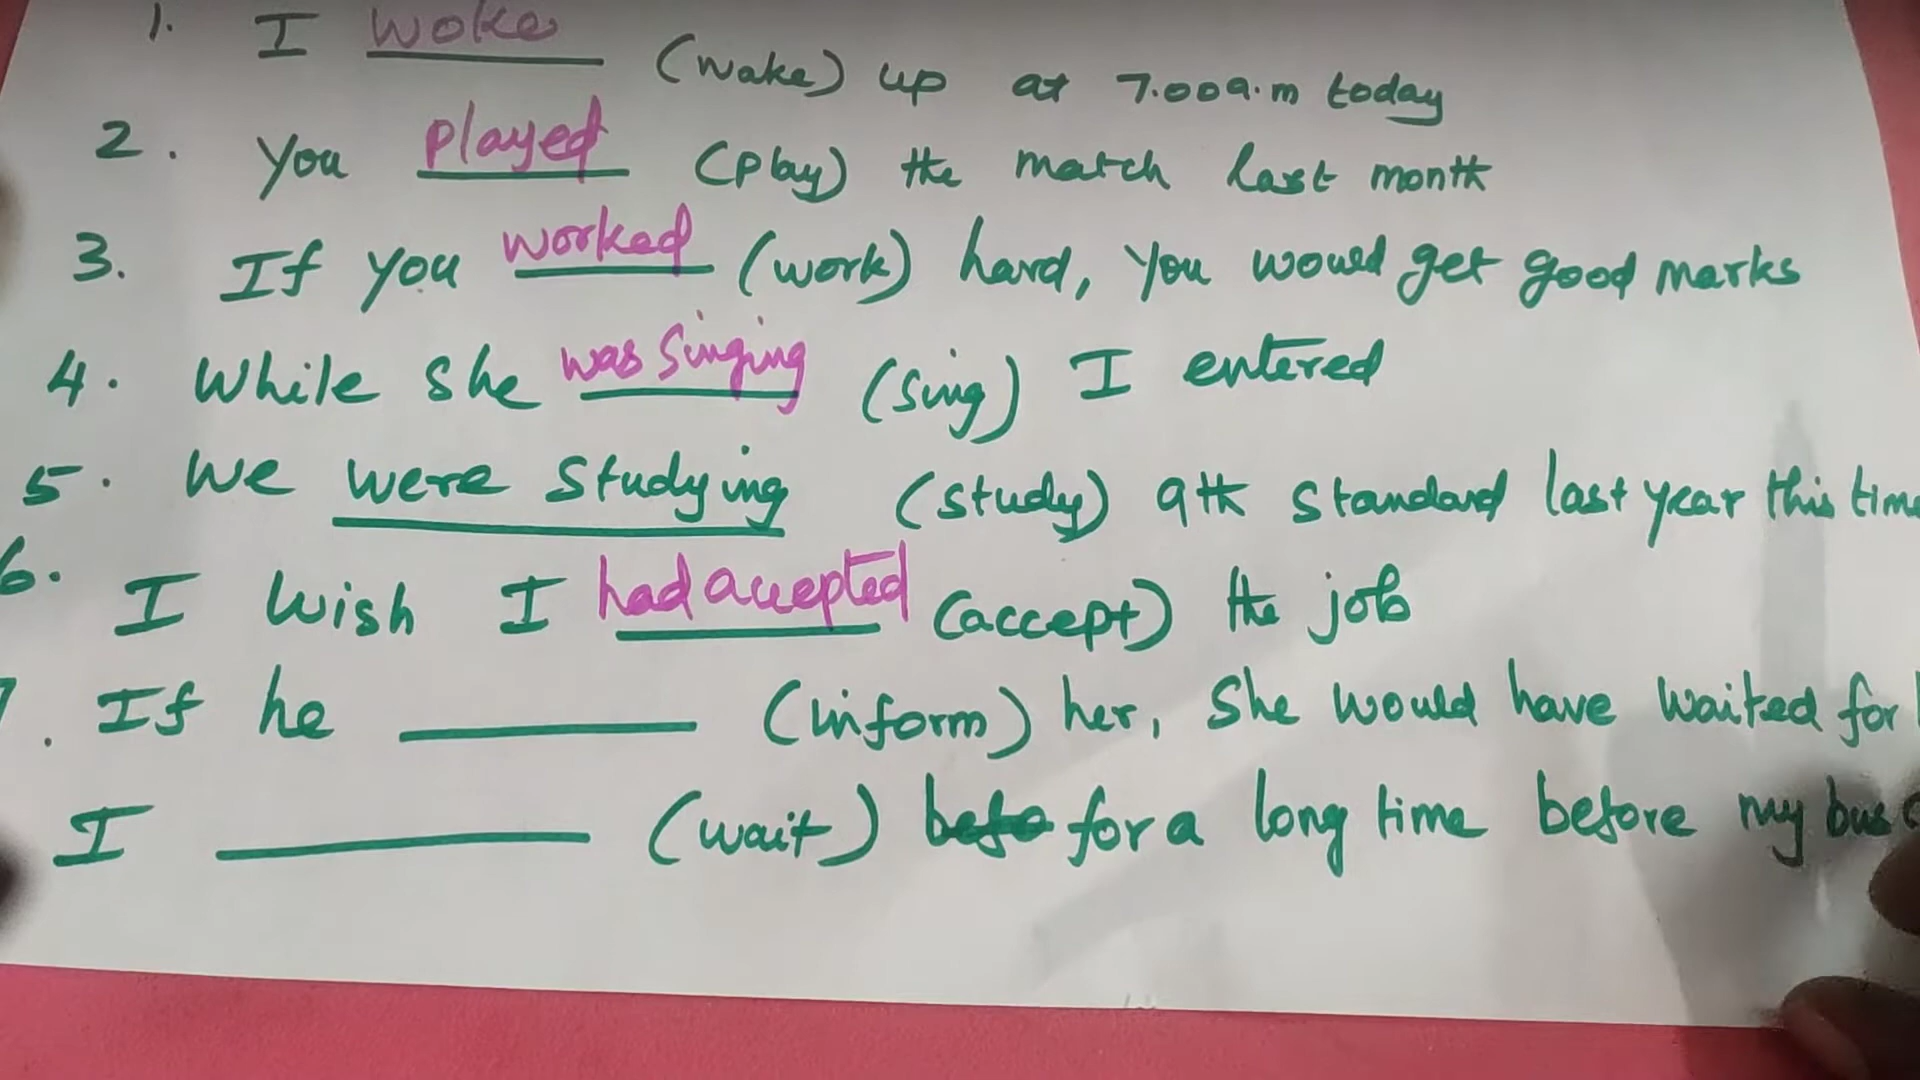 1. I woke (wake) up at 7.00a.m today
2. You played (play) the match last month
3. If you worked (work) hard, you would get good marks
4. While she was singing (sing) I entered
5. We were studying (study) 9th standard last year this time
6. I wish I had accepted (accept) the job
7. If he ______ (inform) her, She would have waited for
I ______ (wait) for a long time before my bus